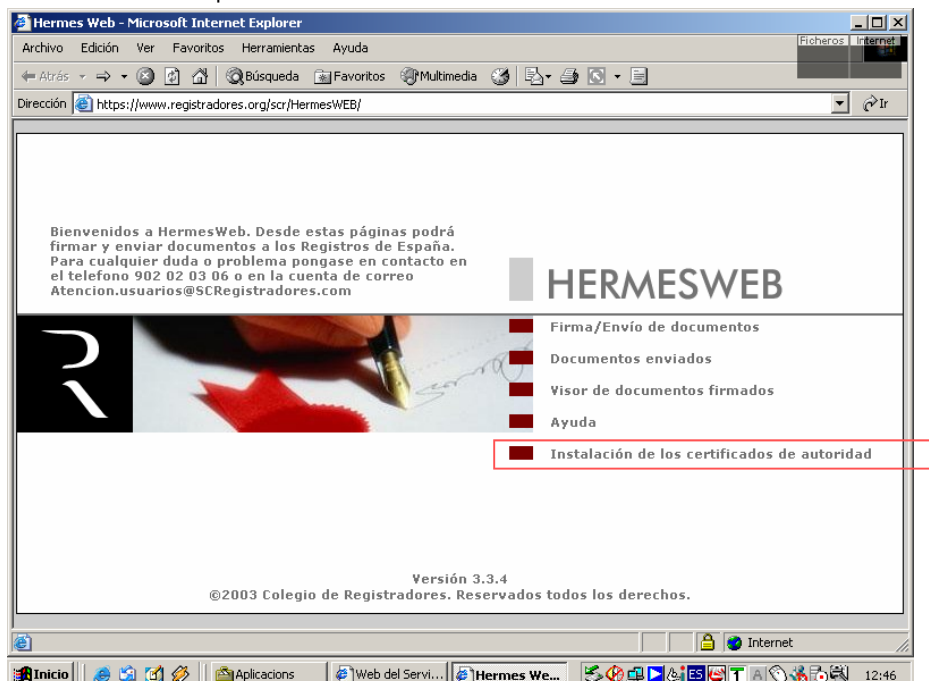 Hermes Web - Microsoft Internet Explorer
Archivo Edición Ver Favoritos Herramientas Ayuda
Ficheros Internet
Atrás Búsqueda Favoritos Multimedia
Dirección https://www.registradores.org/scr/HermesWEB/ Ir
Bienvenidos a HermesWeb. Desde estas páginas podrá
firmar y enviar documentos a los Registros de España.
Para cualquier duda o problema pongase en contacto en
el telefono 902 02 03 06 o en la cuenta de correo
Atencion.usuarios@SCRegistradores.com
HERMESWEB
R
Firma/Envío de documentos
Documentos enviados
Visor de documentos firmados
Ayuda
Instalación de los certificados de autoridad
Versión 3.3.4
©2003 Colegio de Registradores. Reservados todos los derechos.
Internet
Inicio Aplicacions Web del Servi... Hermes We... ES T A 12:46